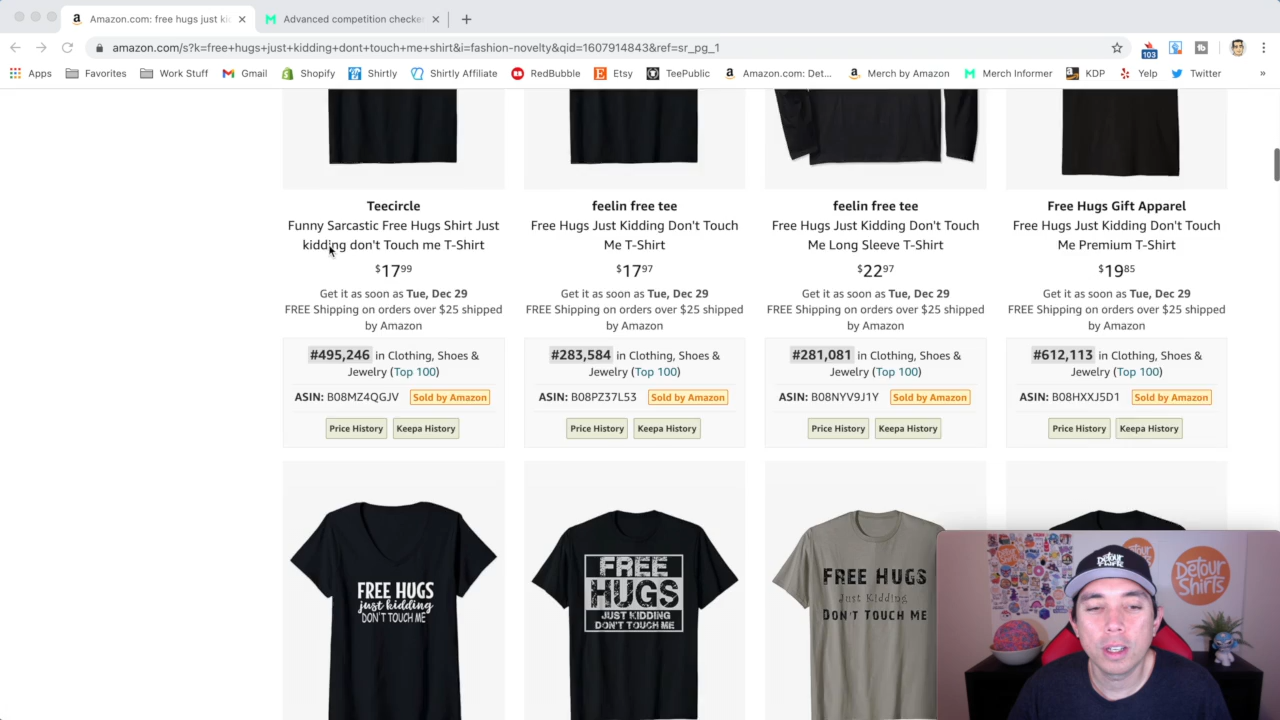 Amazon.com: free hugs just ki
Advanced competition checke
amazon.com/s?k=free+hugs+just+kidding+dont+touch+me+shirt&i=fashion-novelty&qid=1607914843&ref=sr_pg_1
103
Apps Favorites Work Stuff Gmail Shopify Shirtly Shirtly Affiliate RedBubble Etsy TeePublic Amazon.com: Det... Merch by Amazon Merch Informer KDP Yelp Twitter »
Teecircle
Funny Sarcastic Free Hugs Shirt Just
kidding don't Touch me T-Shirt
$1799
Get it as soon as Tue, Dec 29
FREE Shipping on orders over $25 shipped
by Amazon
#495,246 in Clothing, Shoes &
Jewelry (Top 100)
ASIN: B08MZ4QGJV Sold by Amazon
Price History Keepa History
feelin free tee
Free Hugs Just Kidding Don't Touch
Me T-Shirt
$1797
Get it as soon as Tue, Dec 29
FREE Shipping on orders over $25 shipped
by Amazon
#283,584 in Clothing, Shoes &
Jewelry (Top 100)
ASIN: B08PZ37L53 Sold by Amazon
Price History Keepa History
feelin free tee
Free Hugs Just Kidding Don't Touch
Me Long Sleeve T-Shirt
$2297
Get it as soon as Tue, Dec 29
FREE Shipping on orders over $25 shipped
by Amazon
#281,081 in Clothing, Shoes &
Jewelry (Top 100)
ASIN: B08NYV9J1Y Sold by Amazon
Price History Keepa History
Free Hugs Gift Apparel
Free Hugs Just Kidding Don't Touch
Me Premium T-Shirt
$1985
Get it as soon as Tue, Dec 29
FREE Shipping on orders over $25 shipped
by Amazon
#612,113 in Clothing, Shoes &
Jewelry (Top 100)
ASIN: B08HXXJ5D1 Sold by Amazon
Price History Keepa History
FREE HUGS
just kidding
DON'T TOUCH ME
FREE
HUGS
JUST KIDDING
DON'T TOUCH ME
FREE HUGS
Just Kidding
DON'T TOUCH ME
DETOUR
SHIRTS
DETOUR